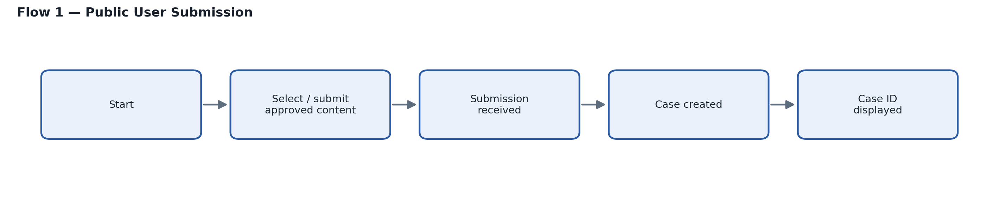 Flow 1 — Public User Submission
Start
Select / submit
approved content
Submission
received
Case created
Case ID
displayed